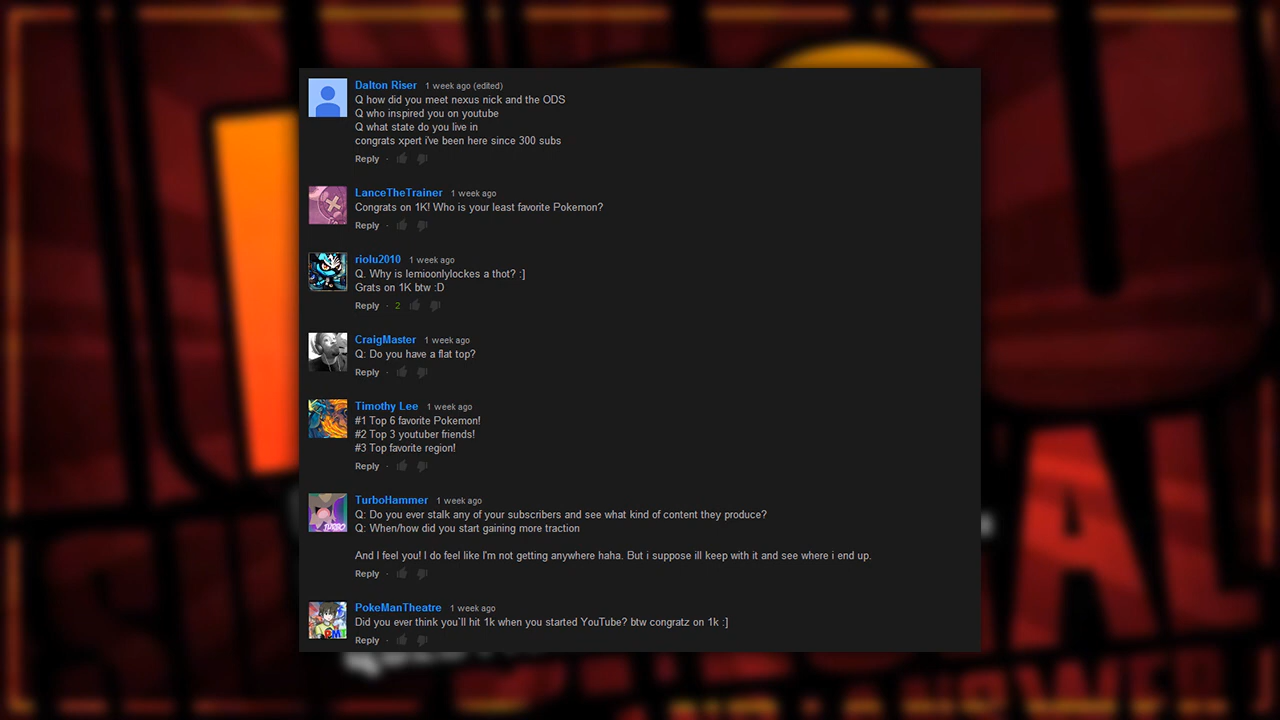 Dalton Riser 1 week ago (edited)
Q how did you meet nexus nick and the ODS
Q who inspired you on youtube
Q what state do you live in
congrats xpert i've been here since 300 subs
Reply ·
LanceTheTrainer 1 week ago
Congrats on 1K! Who is your least favorite Pokemon?
Reply ·
riolu2010 1 week ago
Q. Why is lemioonlylockes a thot? :]
Grats on 1K btw :D
Reply · 2
CraigMaster 1 week ago
Q: Do you have a flat top?
Reply ·
Timothy Lee 1 week ago
#1 Top 6 favorite Pokemon!
#2 Top 3 youtuber friends!
#3 Top favorite region!
Reply ·
TURBO
TurboHammer 1 week ago
Q: Do you ever stalk any of your subscribers and see what kind of content they produce?
Q: When/how did you start gaining more traction
And I feel you! I do feel like I'm not getting anywhere haha. But i suppose ill keep with it and see where i end up.
Reply ·
PokeManTheatre 1 week ago
Did you ever think you`ll hit 1k when you started YouTube? btw congratz on 1k :]
Reply ·